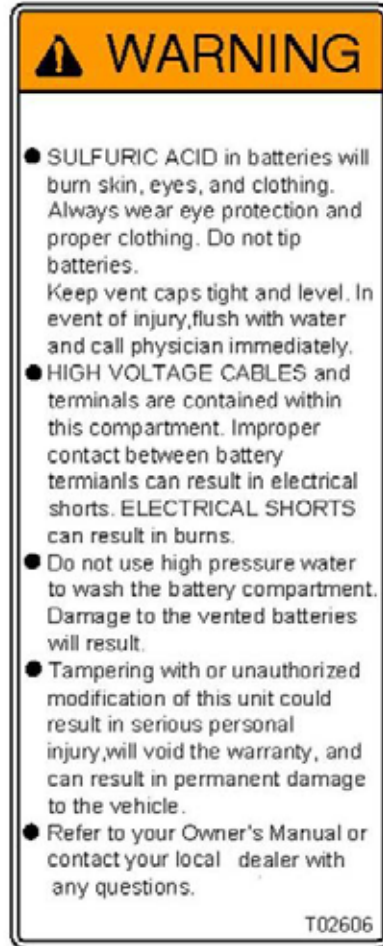 WARNING
● SULFURIC ACID in batteries will
burn skin, eyes, and clothing.
Always wear eye protection and
proper clothing. Do not tip
batteries.
Keep vent caps tight and level. In
event of injury,flush with water
and call physician immediately.
● HIGH VOLTAGE CABLES and
terminals are contained within
this compartment. Improper
contact between battery
termianls can result in electrical
shorts. ELECTRICAL SHORTS
can result in burns.
● Do not use high pressure water
to wash the battery compartment.
Damage to the vented batteries
will result.
● Tampering with or unauthorized
modification of this unit could
result in serious personal
injury,will void the warranty, and
can result in permanent damage
to the vehicle.
● Refer to your Owner's Manual or
contact your local dealer with
any questions.
T02606